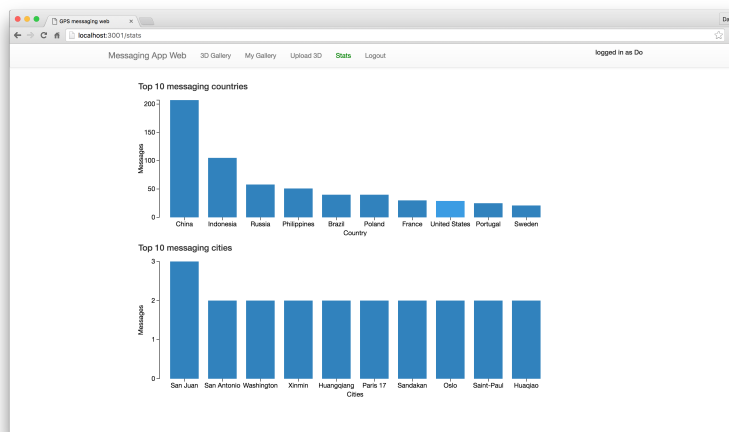 GPS messaging web
Da
localhost:3001/stats
Messaging App Web 3D Gallery My Gallery Upload 3D Stats Logout logged in as Do
Top 10 messaging countries
200
150
100
50
0
Messages
China Indonesia Russia Philippines Brazil Poland France United States Portugal Sweden
Country
Top 10 messaging cities
3
2
1
0
Messages
San Juan San Antonio Washington Xinmin Huangqiang Paris 17 Sandakan Oslo Saint-Paul Huaqiao
Cities